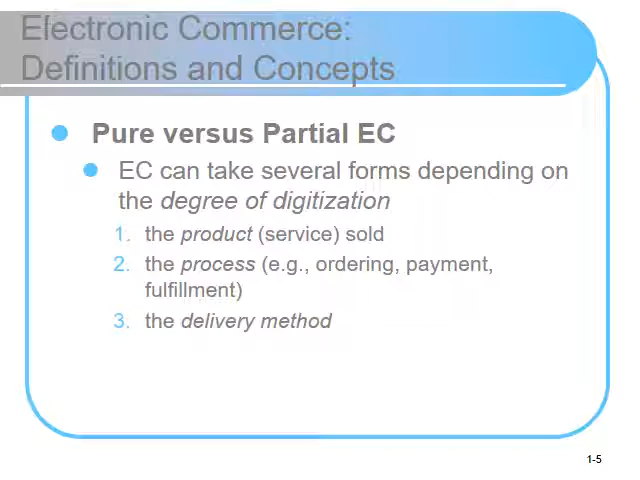 Electronic Commerce:
Definitions and Concepts
Pure versus Partial EC
EC can take several forms depending on
the degree of digitization
1. the product (service) sold
2. the process (e.g., ordering, payment,
fulfillment)
3. the delivery method
1-5